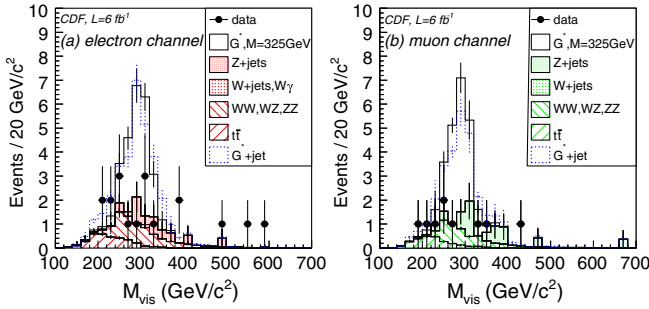 CDF, L=6 fb¹
(a) electron channel
data
G*,M=325GeV
Z+jets
W+jets,Wγ
WW,WZ,ZZ
tt̄
G*+jet
Events / 20 GeV/c²
10
9
8
7
6
5
4
3
2
1
0
100 200 300 400 500 600 700
M_vis (GeV/c²)
CDF, L=6 fb¹
(b) muon channel
data
G*,M=325GeV
Z+jets
W+jets
WW,WZ,ZZ
tt̄
G*+jet
Events / 20 GeV/c²
10
9
8
7
6
5
4
3
2
1
0
100 200 300 400 500 600 700
M_vis (GeV/c²)